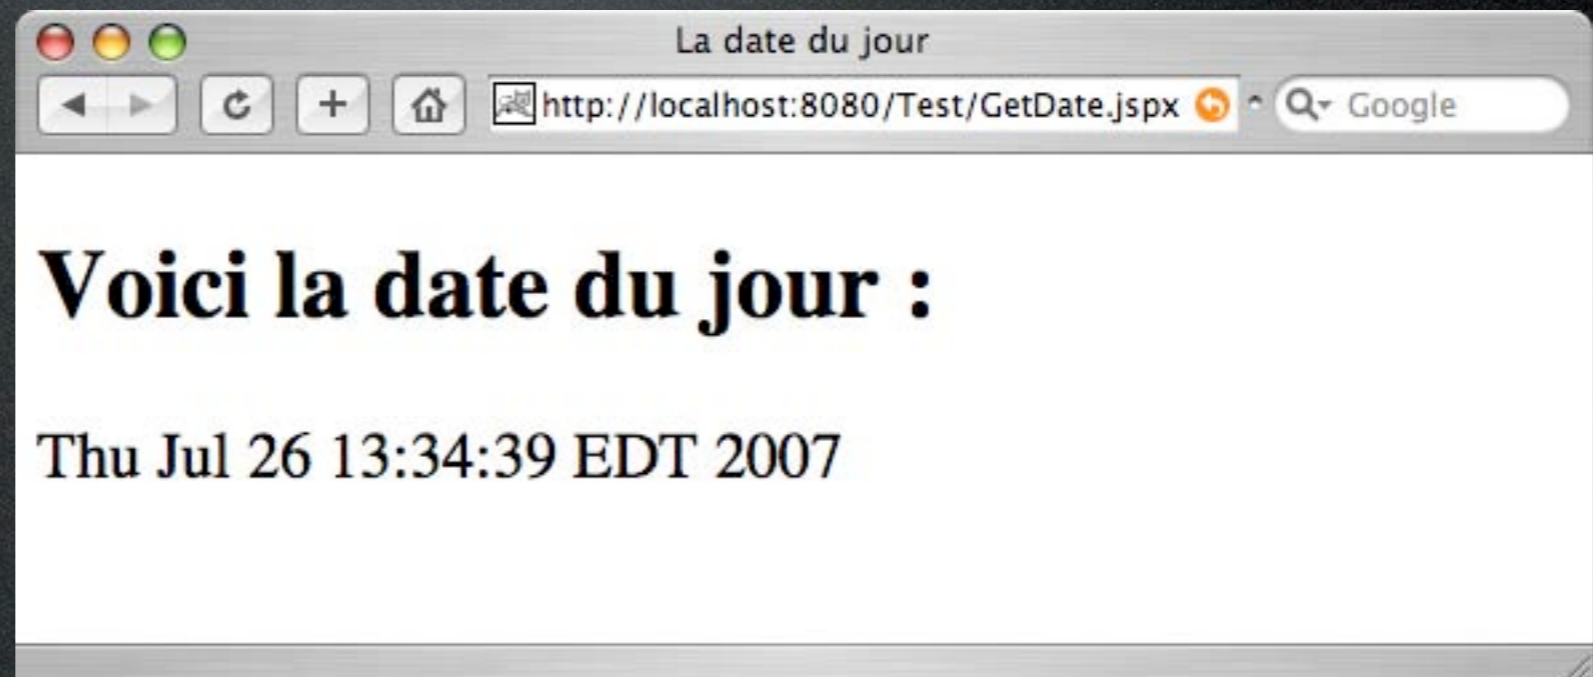 La date du jour
http://localhost:8080/Test/GetDate.jspx
Google
Voici la date du jour :
Thu Jul 26 13:34:39 EDT 2007